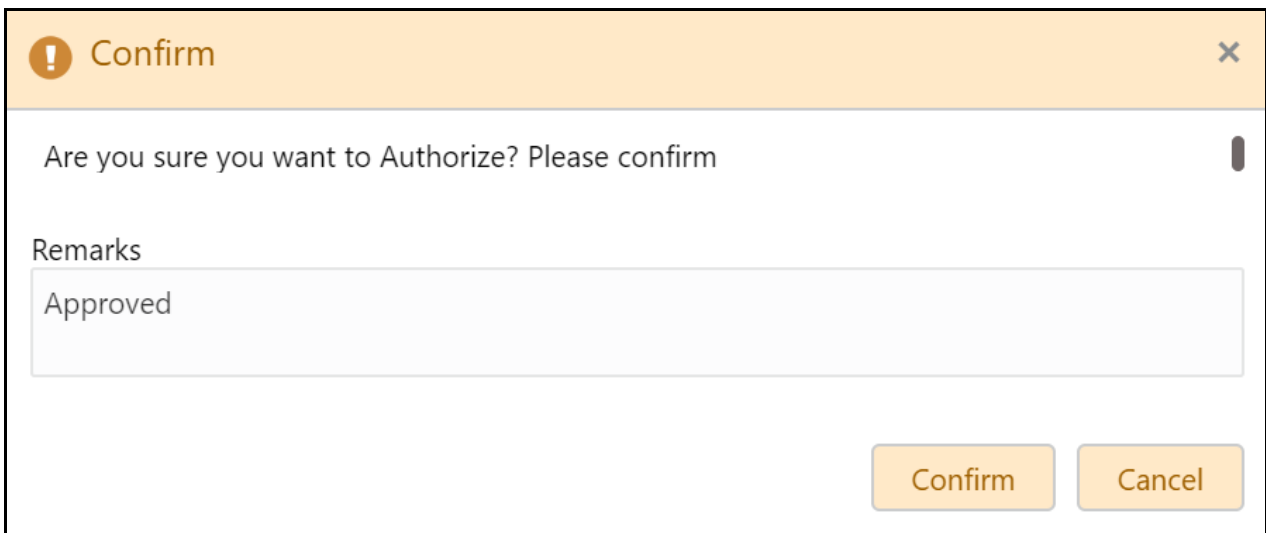 Confirm
Are you sure you want to Authorize? Please confirm
Remarks
Approved
Confirm Cancel